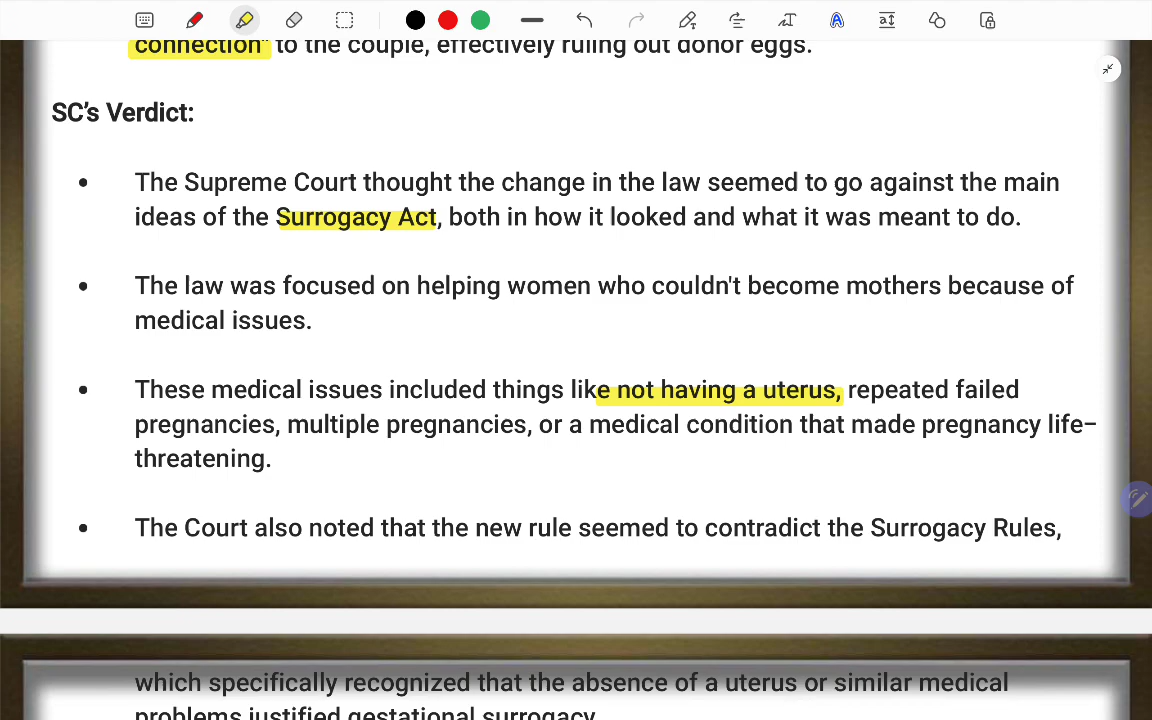 connection" to the couple, effectively ruling out donor eggs.
SC's Verdict:
• The Supreme Court thought the change in the law seemed to go against the main
ideas of the Surrogacy Act, both in how it looked and what it was meant to do.
• The law was focused on helping women who couldn't become mothers because of
medical issues.
• These medical issues included things like not having a uterus, repeated failed
pregnancies, multiple pregnancies, or a medical condition that made pregnancy life-
threatening.
• The Court also noted that the new rule seemed to contradict the Surrogacy Rules,
which specifically recognized that the absence of a uterus or similar medical
problems justified gestational surrogacy.